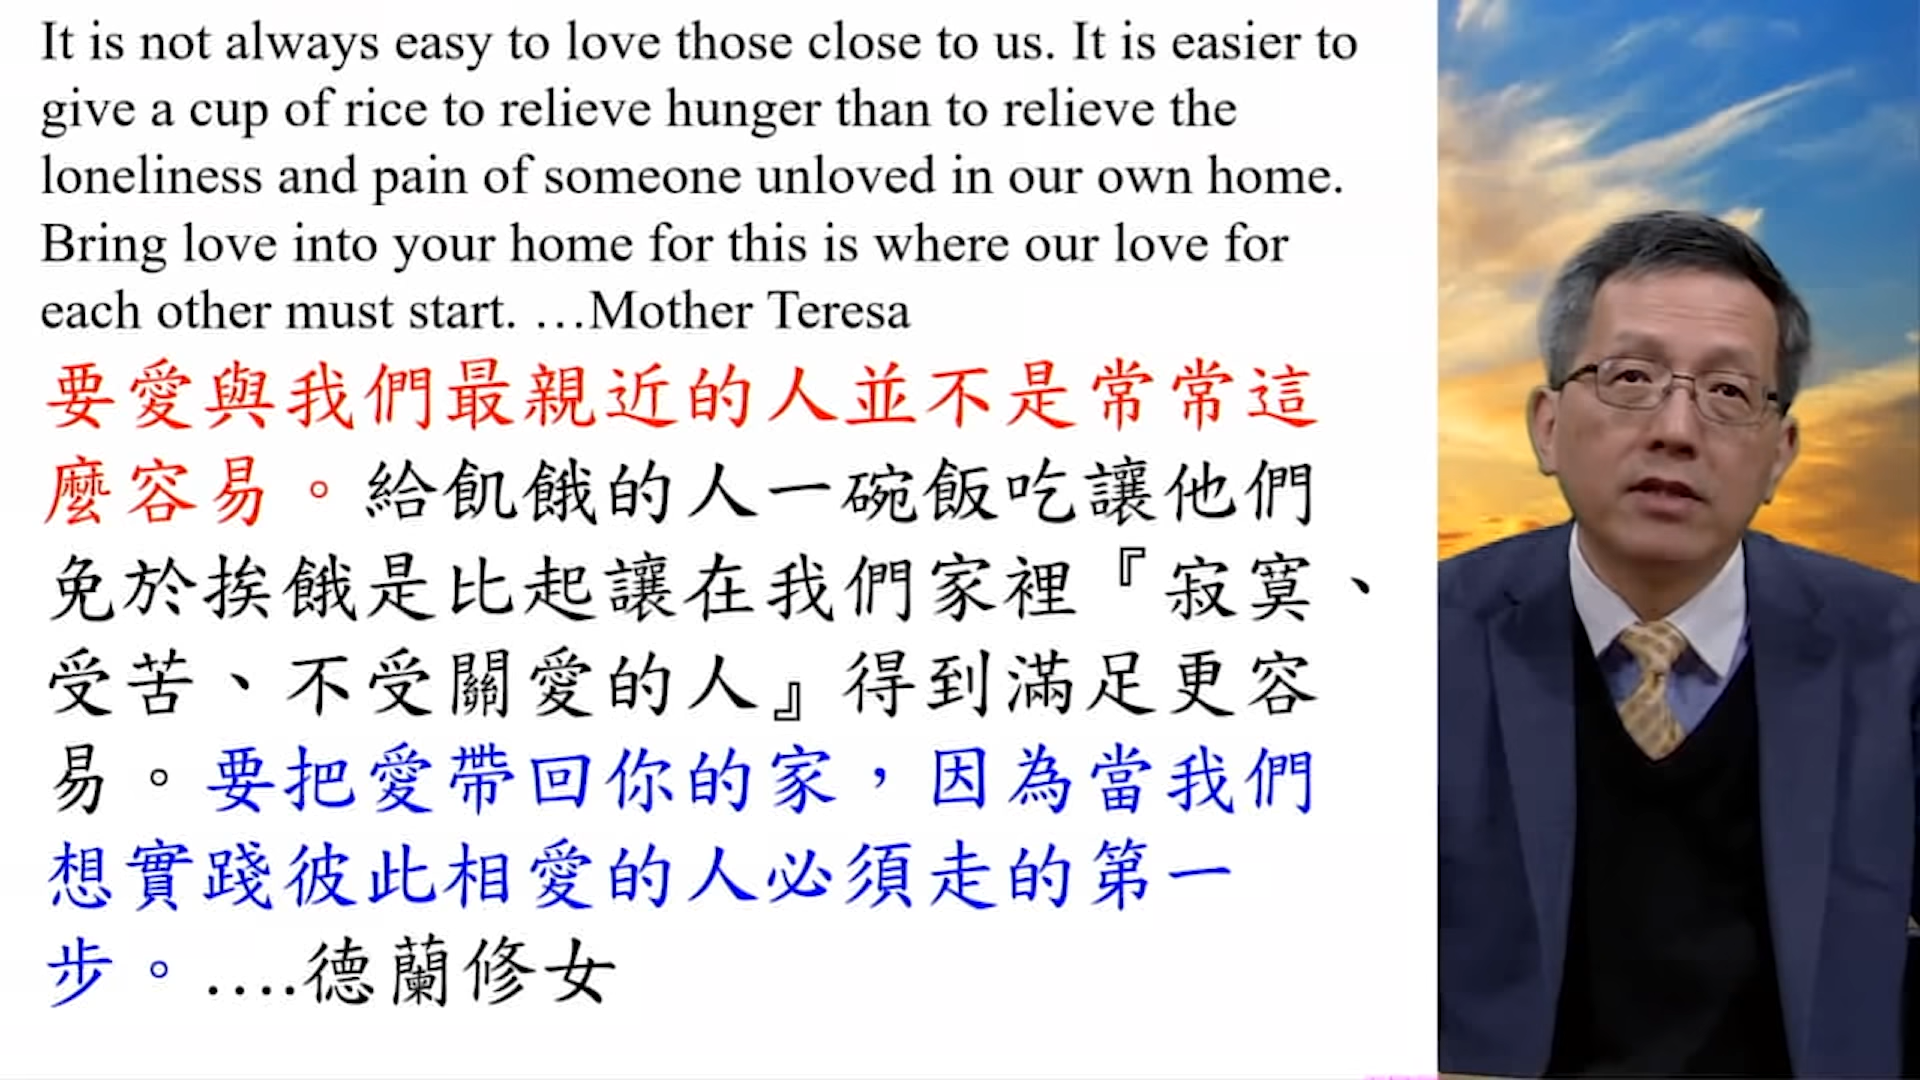 It is not always easy to love those close to us. It is easier to
give a cup of rice to relieve hunger than to relieve the
loneliness and pain of someone unloved in our own home.
Bring love into your home for this is where our love for
each other must start. …Mother Teresa
要愛與我們最親近的人並不是常常這
麼容易。給飢餓的人一碗飯吃讓他們
免於挨餓是比起讓在我們家裡『寂寞、
受苦、不受關愛的人』得到滿足更容
易。要把愛帶回你的家，因為當我們
想實踐彼此相愛的人必須走的第一
步。....德蘭修女